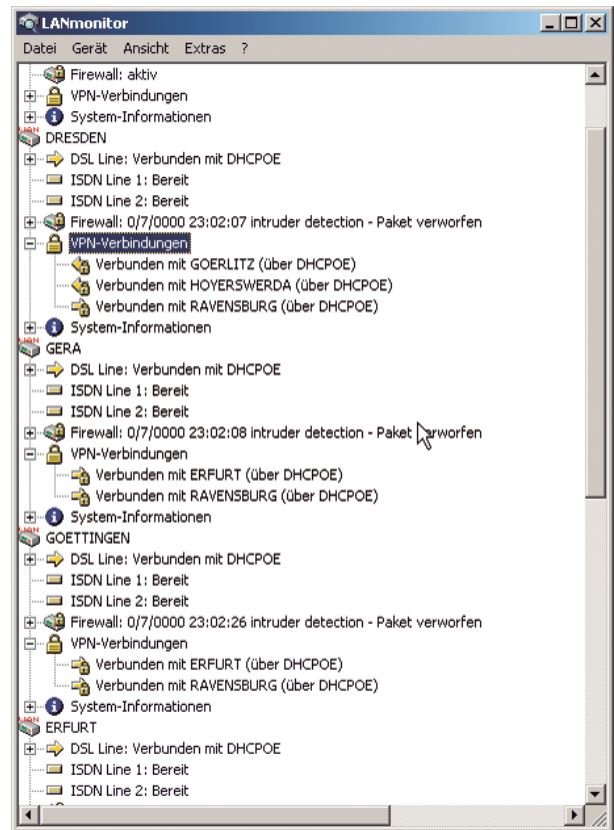 LANmonitor
Datei Gerät Ansicht Extras ?
Firewall: aktiv
VPN-Verbindungen
System-Informationen
DRESDEN
DSL Line: Verbunden mit DHCPOE
ISDN Line 1: Bereit
ISDN Line 2: Bereit
Firewall: 0/7/0000 23:02:07 intruder detection - Paket verworfen
VPN-Verbindungen
Verbunden mit GOERLITZ (über DHCPOE)
Verbunden mit HOYERSWERDA (über DHCPOE)
Verbunden mit RAVENSBURG (über DHCPOE)
System-Informationen
GERA
DSL Line: Verbunden mit DHCPOE
ISDN Line 1: Bereit
ISDN Line 2: Bereit
Firewall: 0/7/0000 23:02:08 intruder detection - Paket verworfen
VPN-Verbindungen
Verbunden mit ERFURT (über DHCPOE)
Verbunden mit RAVENSBURG (über DHCPOE)
System-Informationen
GOETTINGEN
DSL Line: Verbunden mit DHCPOE
ISDN Line 1: Bereit
ISDN Line 2: Bereit
Firewall: 0/7/0000 23:02:26 intruder detection - Paket verworfen
VPN-Verbindungen
Verbunden mit ERFURT (über DHCPOE)
Verbunden mit RAVENSBURG (über DHCPOE)
System-Informationen
ERFURT
DSL Line: Verbunden mit DHCPOE
ISDN Line 1: Bereit
ISDN Line 2: Bereit